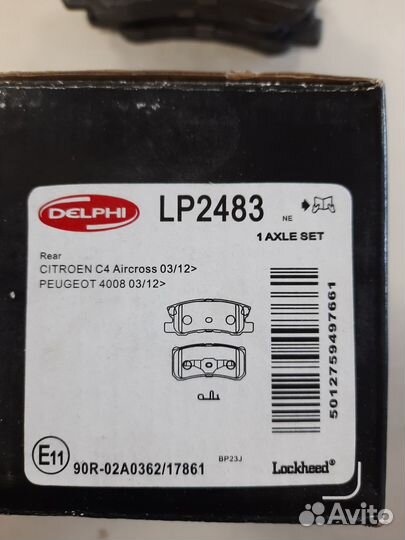 DELPHI
LP2483
NE
1 AXLE SET
Rear
CITROEN C4 Aircross 03/12>
PEUGEOT 4008 03/12>
5012759497661
E11
90R-02A0362/17861
BP23J
Lockheed®
Avito